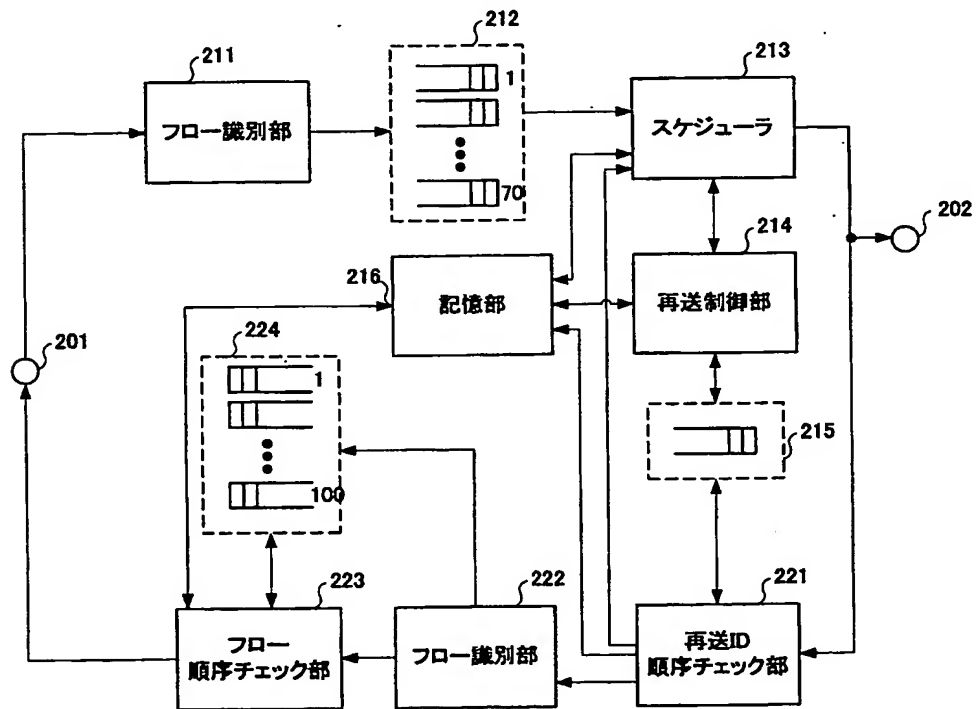 211
フロー識別部
212
1
70
213
スケジューラ
202
214
再送制御部
216
記憶部
201
224
1
100
215
223
フロー
順序チェック部
222
フロー識別部
221
再送ID
順序チェック部